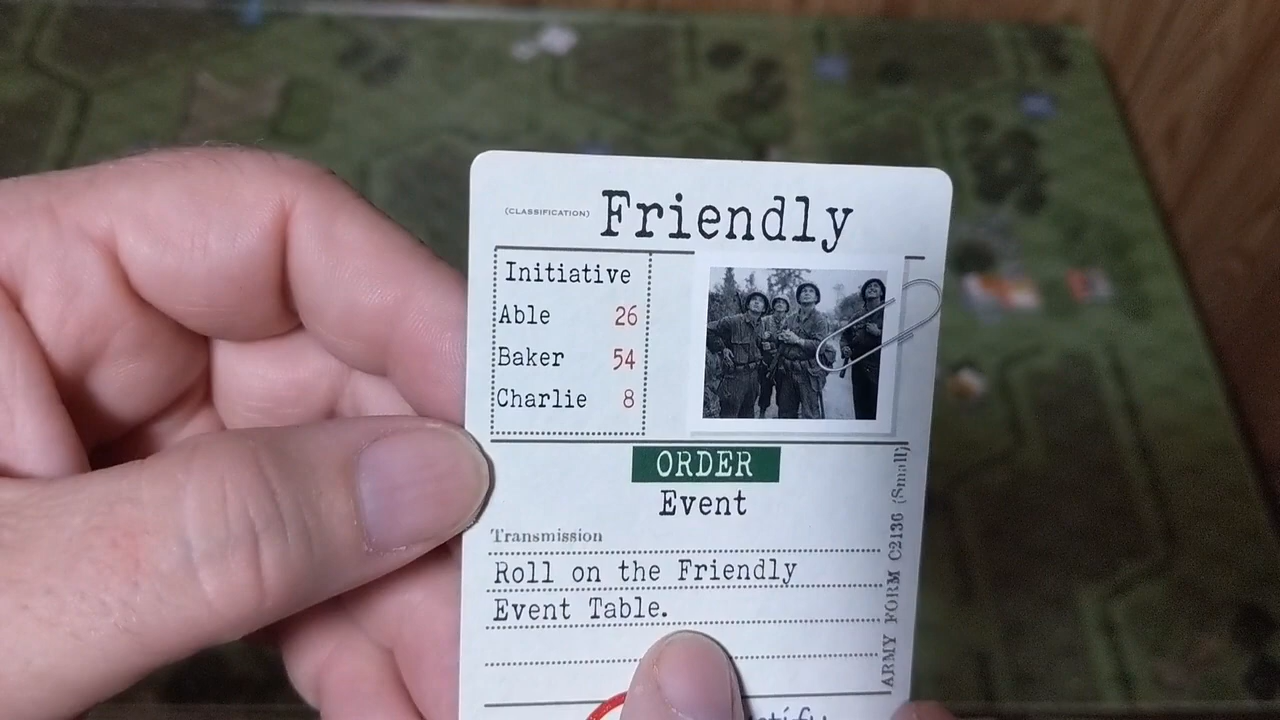 (CLASSIFICATION) Friendly
Initiative
Able 26
Baker 54
Charlie 8
ORDER
Event
Transmission
Roll on the Friendly
Event Table.
ARMY FORM C2136 (Small)